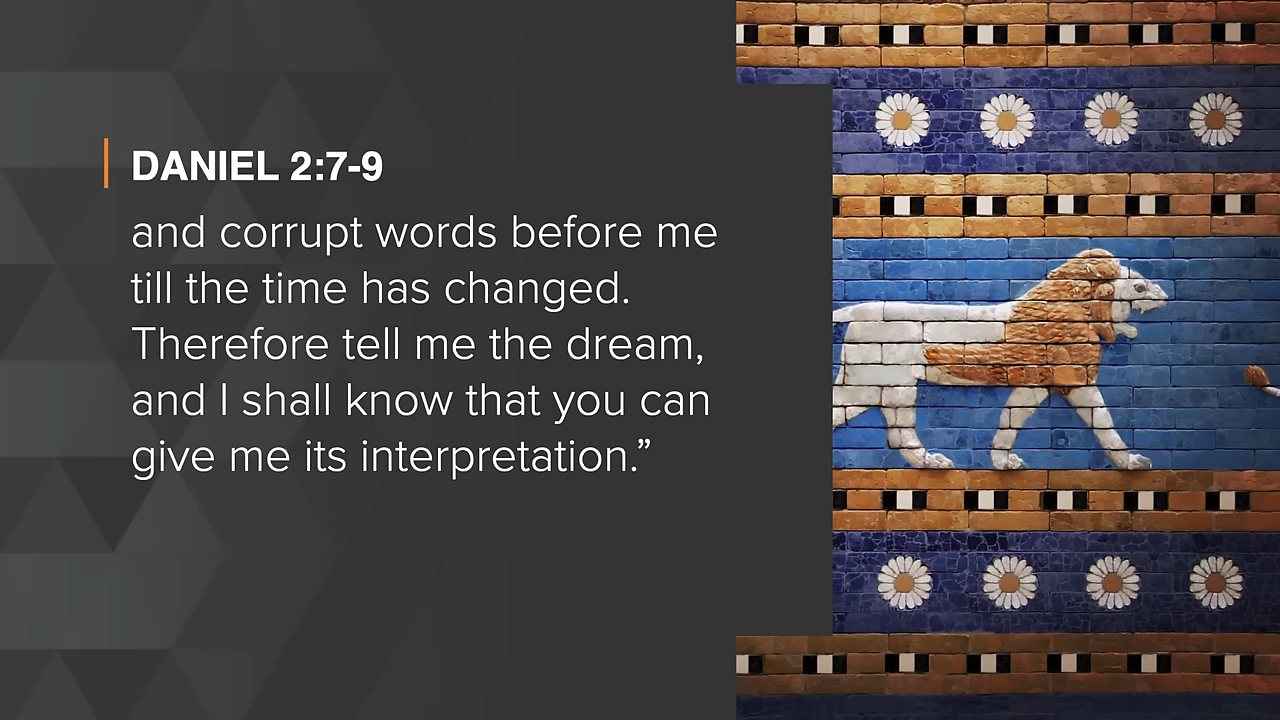 DANIEL 2:7-9
and corrupt words before me
till the time has changed.
Therefore tell me the dream,
and I shall know that you can
give me its interpretation.”